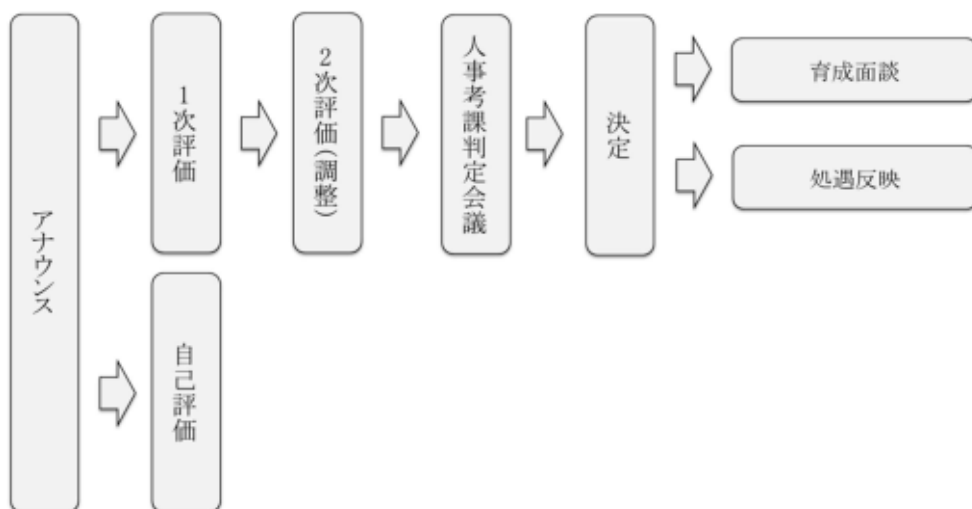 アナウンス
1次評価
2次評価(調整)
人事考課判定会議
決定
育成面談
処遇反映
自己評価